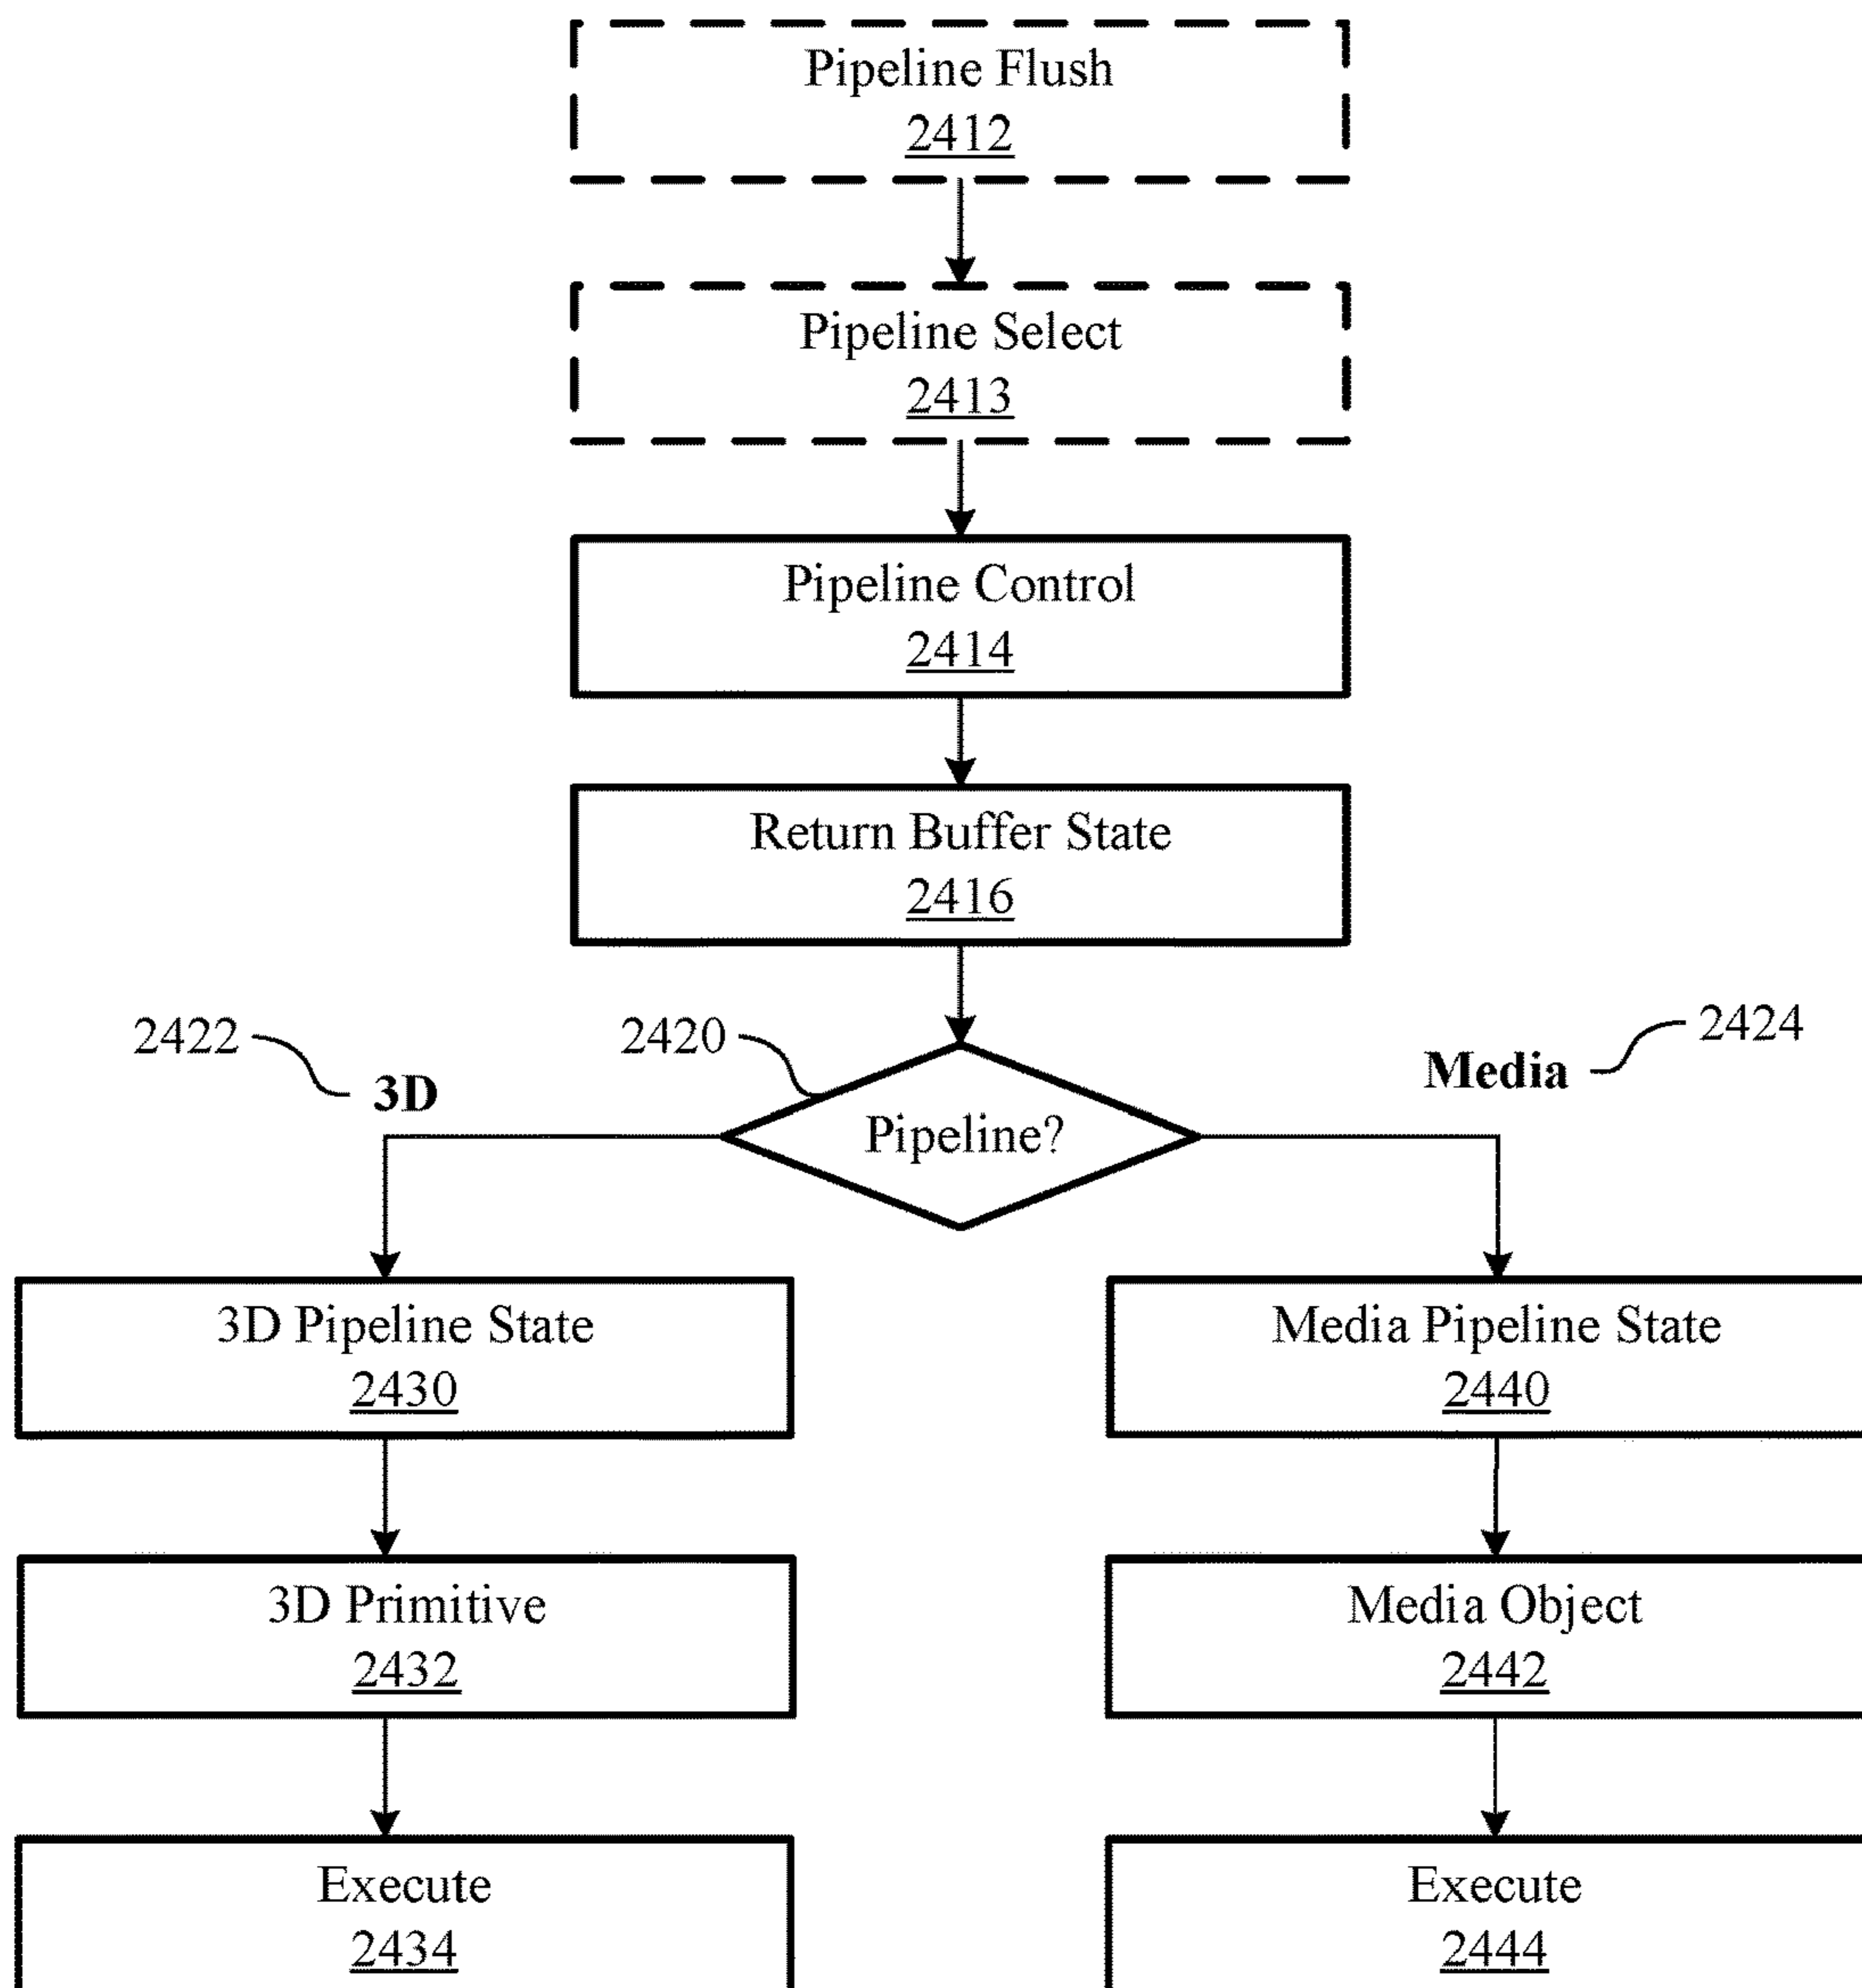 Pipeline Flush
2412
Pipeline Select
2413
Pipeline Control
2414
Return Buffer State
2416
2422
3D
2420
Pipeline?
Media
2424
3D Pipeline State
2430
Media Pipeline State
2440
3D Primitive
2432
Media Object
2442
Execute
2434
Execute
2444